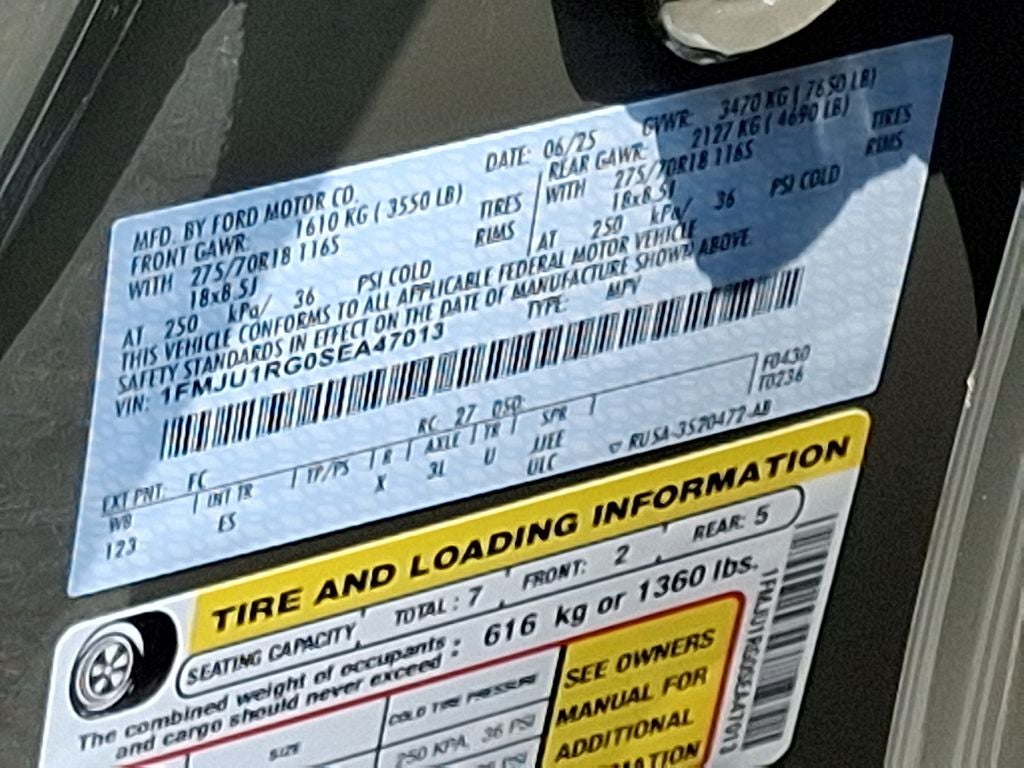 MFD. BY FORD MOTOR CO.
DATE: 06/25 GVWR: 3470 KG ( 7650 LB)
FRONT GAWR: 1610 KG ( 3550 LB)
WITH 275/70R18 116S TIRES
18x8.5J RIMS
AT 250 kPa/ 36 PSI COLD
REAR GAWR: 2127 KG ( 4690 LB)
WITH 275/70R18 116S TIRES
18x8.5J RIMS
AT 250 kPa/ 36 PSI COLD
THIS VEHICLE CONFORMS TO ALL APPLICABLE FEDERAL MOTOR VEHICLE
SAFETY STANDARDS IN EFFECT ON THE DATE OF MANUFACTURE SHOWN ABOVE.
VIN: 1FMJU1RG0SEA47013
TYPE: MPV
F0430
T0236
EXT PNT: FC RC 27 DSO:
WB INT TR TP/PS R AXLE TR SPR
123 ES X 3L U JJEE
ULC
RUSA-3520472-AB
TIRE AND LOADING INFORMATION
SEATING CAPACITY TOTAL : 7 FRONT: 2 REAR: 5
The combined weight of occupants
and cargo should never exceed : 616 kg or 1360 lbs.
SIZE COLD TIRE PRESSURE
250 KPA, 36 PSI
SEE OWNERS
MANUAL FOR
ADDITIONAL
1FMJU1RG0SEA47013